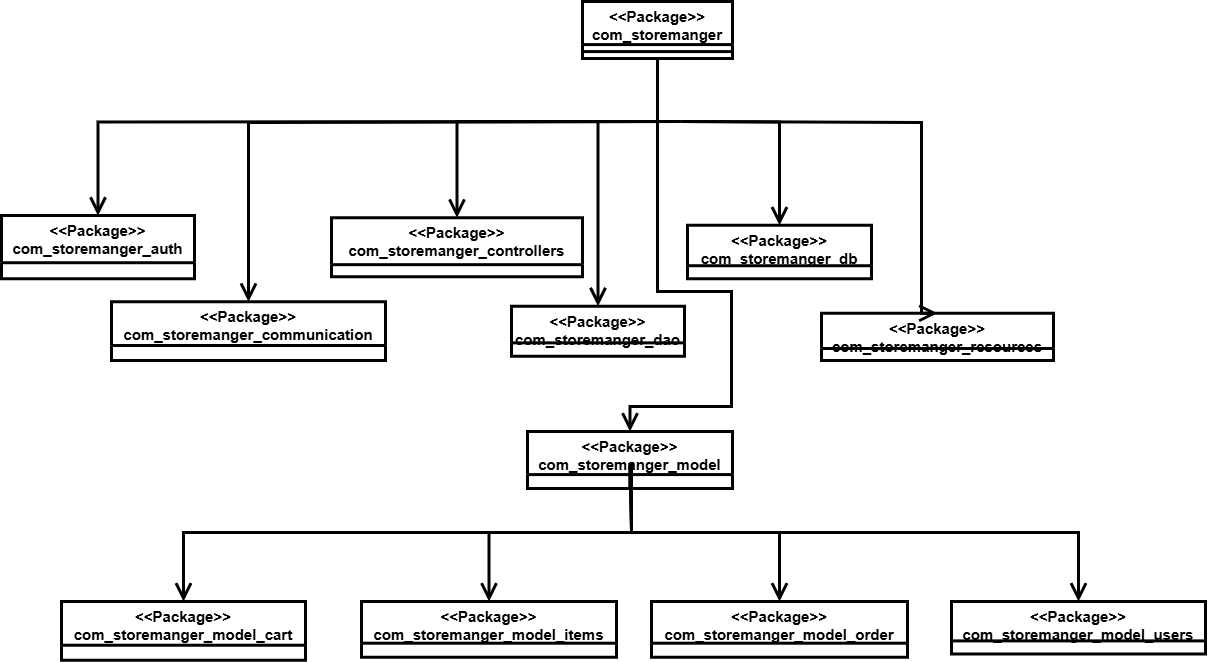 <<Package>>
com_storemanger
<<Package>>
com_storemanger_auth
<<Package>>
com_storemanger_controllers
<<Package>>
com_storemanger_db
<<Package>>
com_storemanger_communication
<<Package>>
com_storemanger_dao
<<Package>>
com_storemanger_resources
<<Package>>
com_storemanger_model
<<Package>>
com_storemanger_model_cart
<<Package>>
com_storemanger_model_items
<<Package>>
com_storemanger_model_order
<<Package>>
com_storemanger_model_users